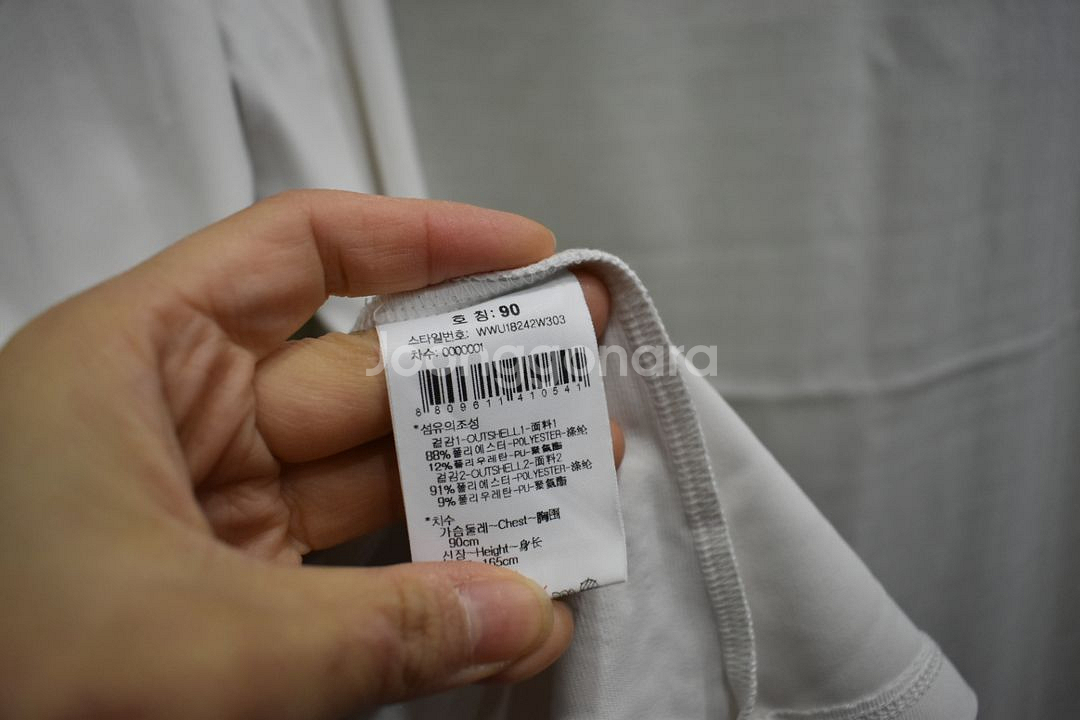 호 칭: 90
스타일번호: WWU18242W303
차수: 0000001
Joonggonara
8 809611 410541
*섬유의조성
겉감1-OUTSHELL1-面料1
88% 폴리에스터-POLYESTER-涤纶
12% 폴리우레탄-PU-聚氨酯
겉감2-OUTSHELL2-面料2
91% 폴리에스터-POLYESTER-涤纶
9% 폴리우레탄-PU-聚氨酯
*치수
가슴둘레~Chest~胸围
90cm
신장~Height~身长
165cm